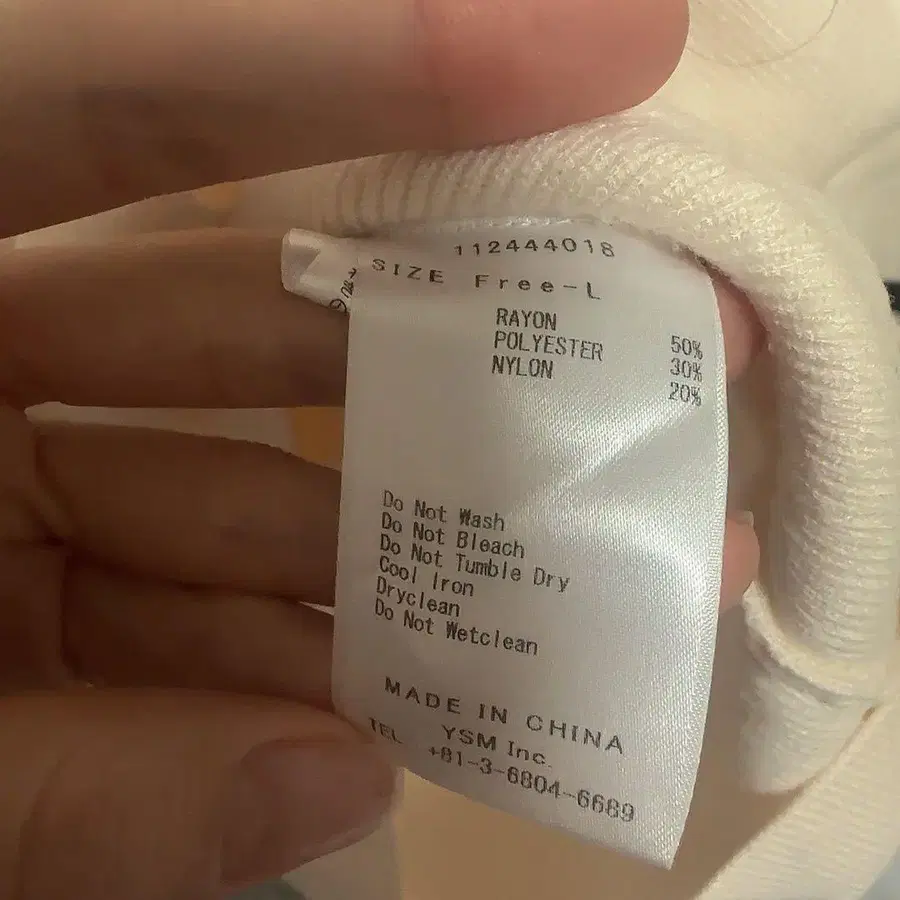 112444018
SIZE Free-L
RAYON 50%
POLYESTER 30%
NYLON 20%
Do Not Wash
Do Not Bleach
Do Not Tumble Dry
Cool Iron
Dryclean
Do Not Wetclean
MADE IN CHINA
YSM Inc.
TEL +81-3-6804-6689